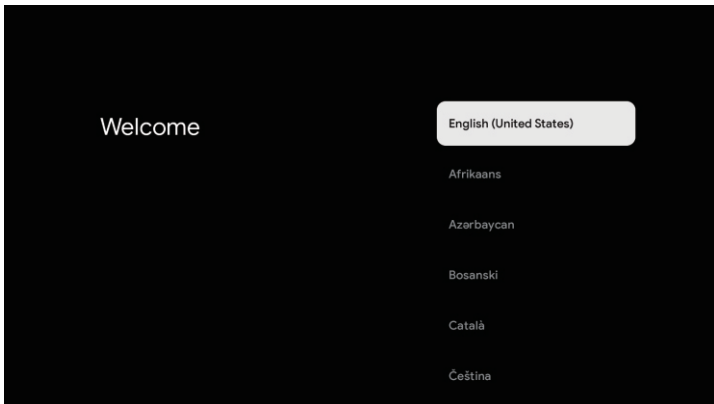 Welcome
English (United States)
Afrikaans
Azərbaycan
Bosanski
Català
Čeština